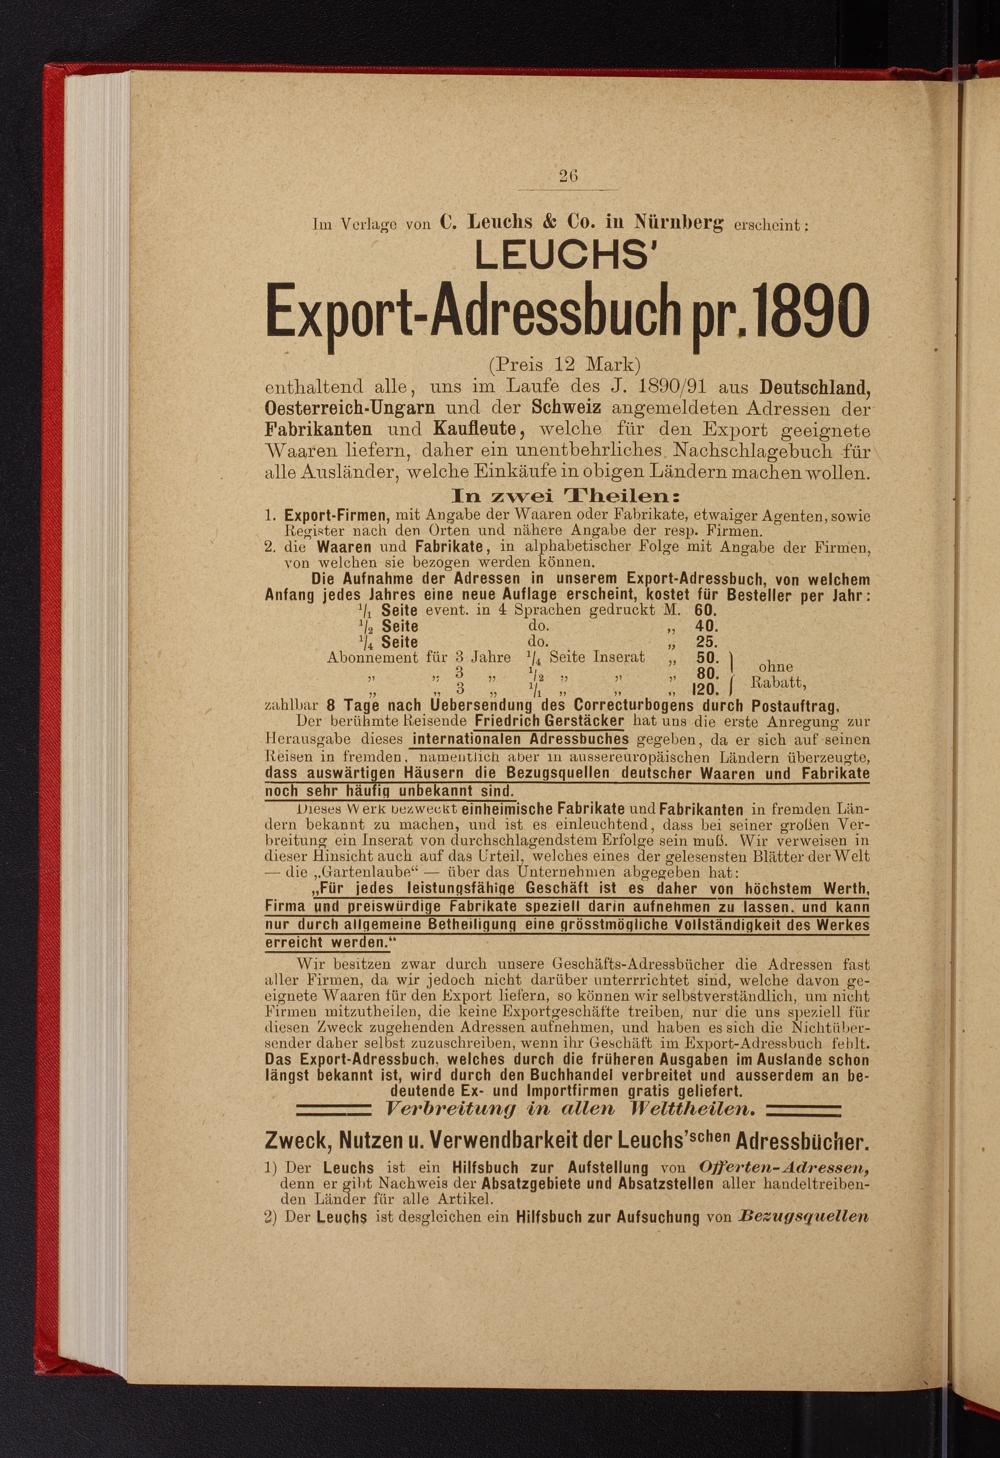 26
Im Verlage von C. Leuchs & Co. in Nürnberg erscheint:
LEUCHS'
Export-Adressbuch pr. 1890
(Preis 12 Mark)
enthaltend alle, uns im Laufe des J. 1890/91 aus Deutschland,
Oesterreich-Ungarn und der Schweiz angemeldeten Adressen der
Fabrikanten und Kaufleute, welche für den Export geeignete
Waaren liefern, daher ein unentbehrliches Nachschlagebuch für
alle Ausländer, welche Einkäufe in obigen Ländern machen wollen.
In zwei Theilen:
1. Export-Firmen, mit Angabe der Waaren oder Fabrikate, etwaiger Agenten, sowie
Register nach den Orten und nähere Angabe der resp. Firmen.
2. die Waaren und Fabrikate, in alphabetischer Folge mit Angabe der Firmen,
von welchen sie bezogen werden können.
Die Aufnahme der Adressen in unserem Export-Adressbuch, von welchem
Anfang jedes Jahres eine neue Auflage erscheint, kostet für Besteller per Jahr:
1/1 Seite event. in 4 Sprachen gedruckt M. 60.
1/2 Seite do. „ 40.
1/4 Seite do. „ 25.
Abonnement für 3 Jahre 1/4 Seite Inserat „ 50.
„ „ 3 „ 1/2 „ „ „ 80. ohne
„ „ 3 „ 1/1 „ „ „ 120. Rabatt,
zahlbar 8 Tage nach Uebersendung des Correcturbogens durch Postauftrag.
Der berühmte Reisende Friedrich Gerstäcker hat uns die erste Anregung zur
Herausgabe dieses internationalen Adressbuches gegeben, da er sich auf seinen
Reisen in fremden, namentlich aber in aussereuropäischen Ländern überzeugte,
dass auswärtigen Häusern die Bezugsquellen deutscher Waaren und Fabrikate
noch sehr häufig unbekannt sind.
Dieses Werk bezweckt einheimische Fabrikate und Fabrikanten in fremden Län-
dern bekannt zu machen, und ist es einleuchtend, dass bei seiner großen Ver-
breitung ein Inserat von durchschlagendstem Erfolge sein muß. Wir verweisen in
dieser Hinsicht auch auf das Urteil, welches eines der gelesensten Blätter der Welt
— die „Gartenlaube“ — über das Unternehmen abgegeben hat:
„Für jedes leistungsfähige Geschäft ist es daher von höchstem Werth,
Firma und preiswürdige Fabrikate speziell darin aufnehmen zu lassen, und kann
nur durch allgemeine Betheiligung eine grösstmögliche Vollständigkeit des Werkes
erreicht werden.“
Wir besitzen zwar durch unsere Geschäfts-Adressbücher die Adressen fast
aller Firmen, da wir jedoch nicht darüber unterrrichtet sind, welche davon ge-
eignete Waaren für den Export liefern, so können wir selbstverständlich, um nicht
Firmen mitzutheilen, die keine Exportgeschäfte treiben, nur die uns speziell für
diesen Zweck zugehenden Adressen aufnehmen, und haben es sich die Nichtüber-
sender daher selbst zuzuschreiben, wenn ihr Geschäft im Export-Adressbuch fehlt.
Das Export-Adressbuch, welches durch die früheren Ausgaben im Auslande schon
längst bekannt ist, wird durch den Buchhandel verbreitet und ausserdem an be-
deutende Ex- und Importfirmen gratis geliefert.
Verbreitung in allen Welttheilen.
Zweck, Nutzen u. Verwendbarkeit der Leuchs'schen Adressbücher.
1) Der Leuchs ist ein Hilfsbuch zur Aufstellung von Offerten-Adressen,
denn er gibt Nachweis der Absatzgebiete und Absatzstellen aller handeltreiben-
den Länder für alle Artikel.
2) Der Leuchs ist desgleichen ein Hilfsbuch zur Aufsuchung von Bezugsquellen